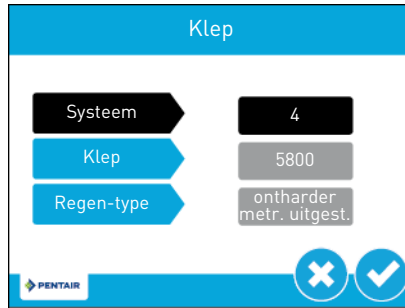 Klep
Systeem
4
Klep
5800
Regen-type
ontharder
metr. uitgest.
PENTAIR